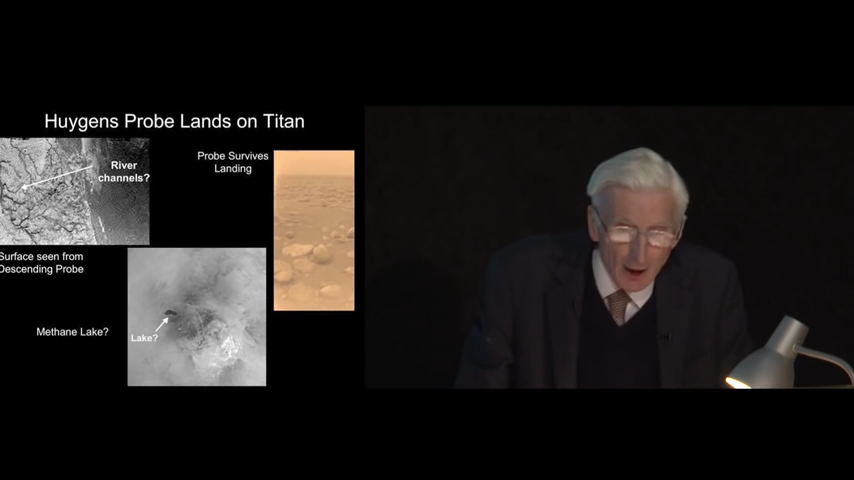 Huygens Probe Lands on Titan
River
channels?
Probe Survives
Landing
Surface seen from
Descending Probe
Methane Lake?
Lake?